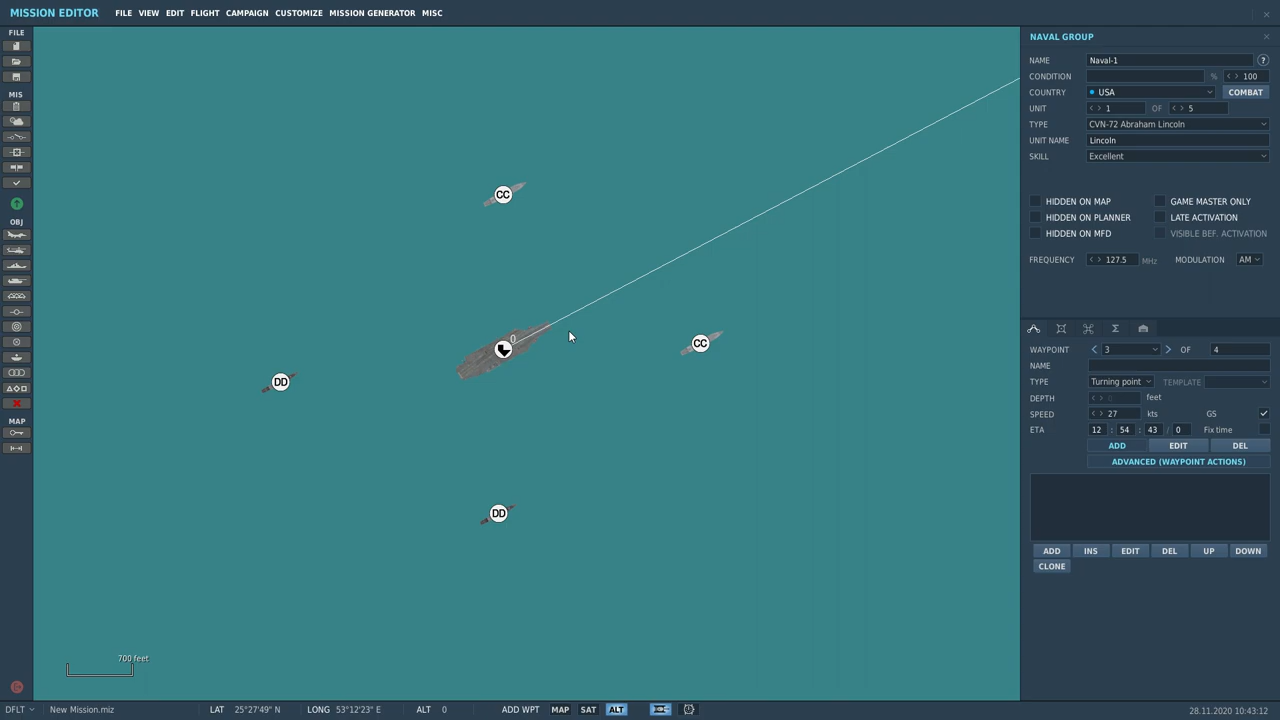 MISSION EDITOR FILE VIEW EDIT FLIGHT CAMPAIGN CUSTOMIZE MISSION GENERATOR MISC
FILE
MIS
OBJ
MAP
CC
0
CC
DD
DD
700 feet
NAVAL GROUP
NAME Naval-1 ?
CONDITION % < > 100
COUNTRY USA COMBAT
UNIT < > 1 OF < > 5
TYPE CVN-72 Abraham Lincoln
UNIT NAME Lincoln
SKILL Excellent
HIDDEN ON MAP GAME MASTER ONLY
HIDDEN ON PLANNER LATE ACTIVATION
HIDDEN ON MFD VISIBLE BEF. ACTIVATION
FREQUENCY < > 127.5 MHz MODULATION AM
WAYPOINT < 3 > OF 4
NAME
TYPE Turning point TEMPLATE
DEPTH < > 0 feet
SPEED < > 27 kts GS
ETA 12 : 54 : 43 / 0 Fix time
ADD EDIT DEL
ADVANCED (WAYPOINT ACTIONS)
ADD INS EDIT DEL UP DOWN
CLONE
DFLT New Mission.miz LAT 25°27'49" N LONG 53°12'23" E ALT 0 ADD WPT MAP SAT ALT 28.11.2020 10:43:12